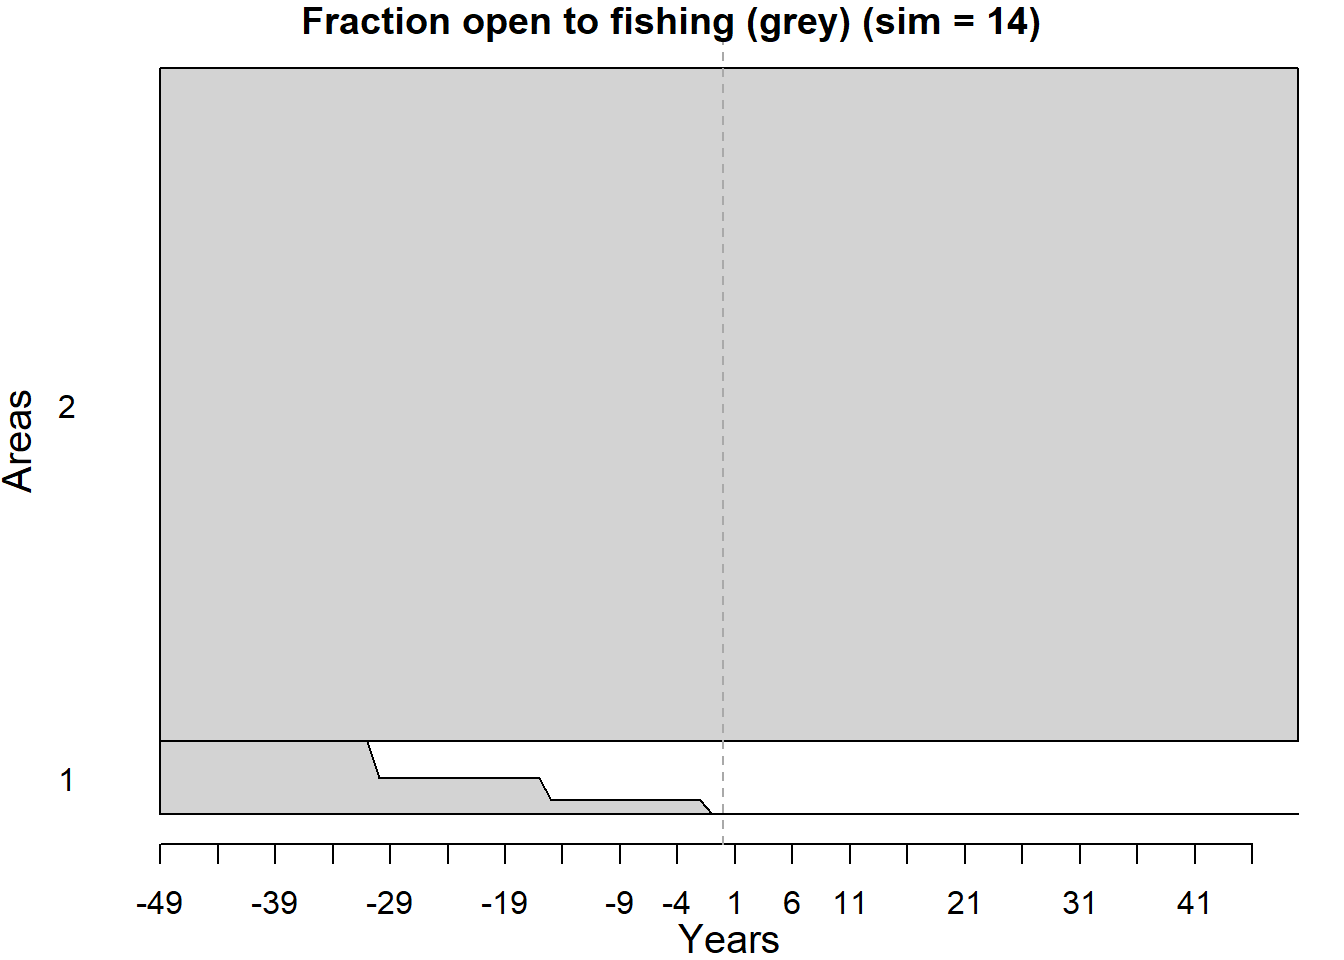 Fraction open to fishing (grey) (sim = 14)
Areas
2
1
-49 -39 -29 -19 -9 -4 1 6 11 21 31 41
Years